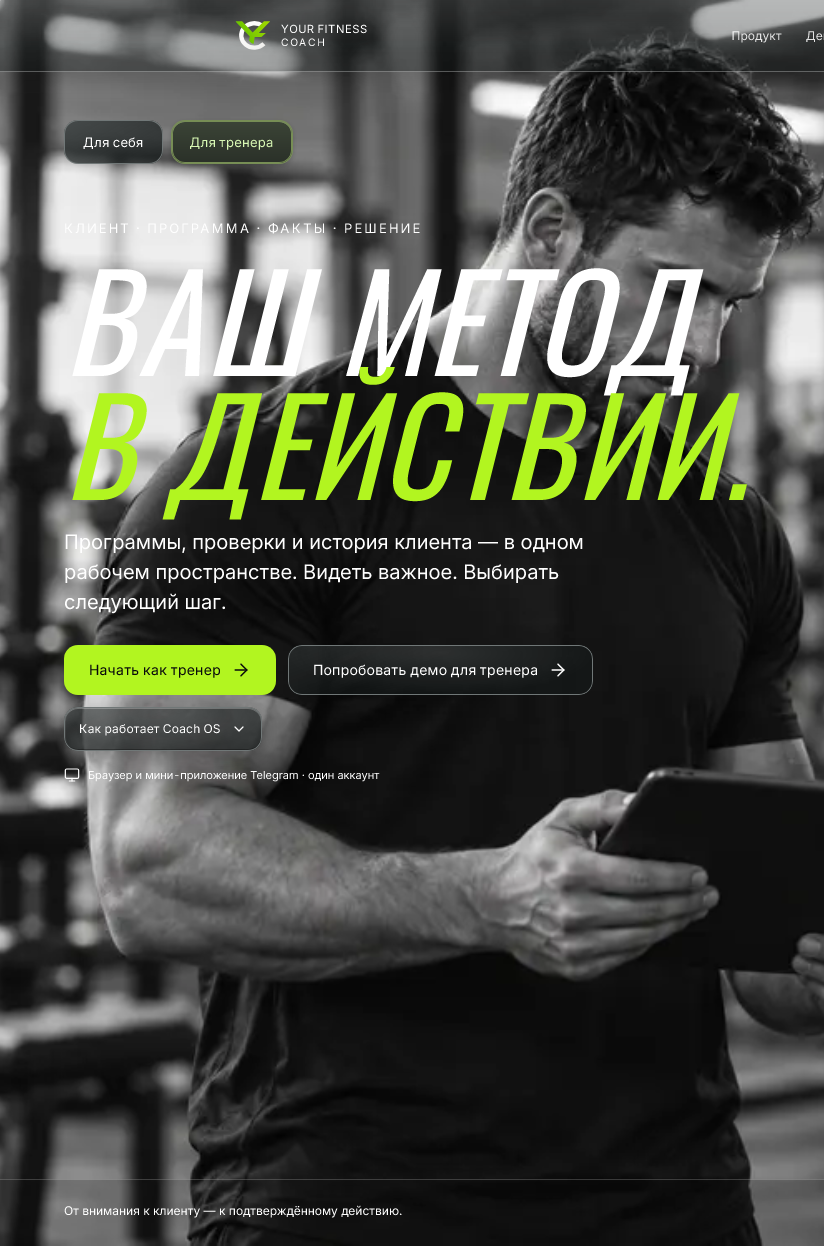 YOUR FITNESS
COACH
Продукт
Для себя
Для тренера
КЛИЕНТ · ПРОГРАММА · ФАКТЫ · РЕШЕНИЕ
ВАШ МЕТОД
В ДЕЙСТВИИ.
Программы, проверки и история клиента — в одном
рабочем пространстве. Видеть важное. Выбирать
следующий шаг.
Начать как тренер
Попробовать демо для тренера
Как работает Coach OS
Браузер и мини-приложение Telegram · один аккаунт
От внимания к клиенту — к подтверждённому действию.